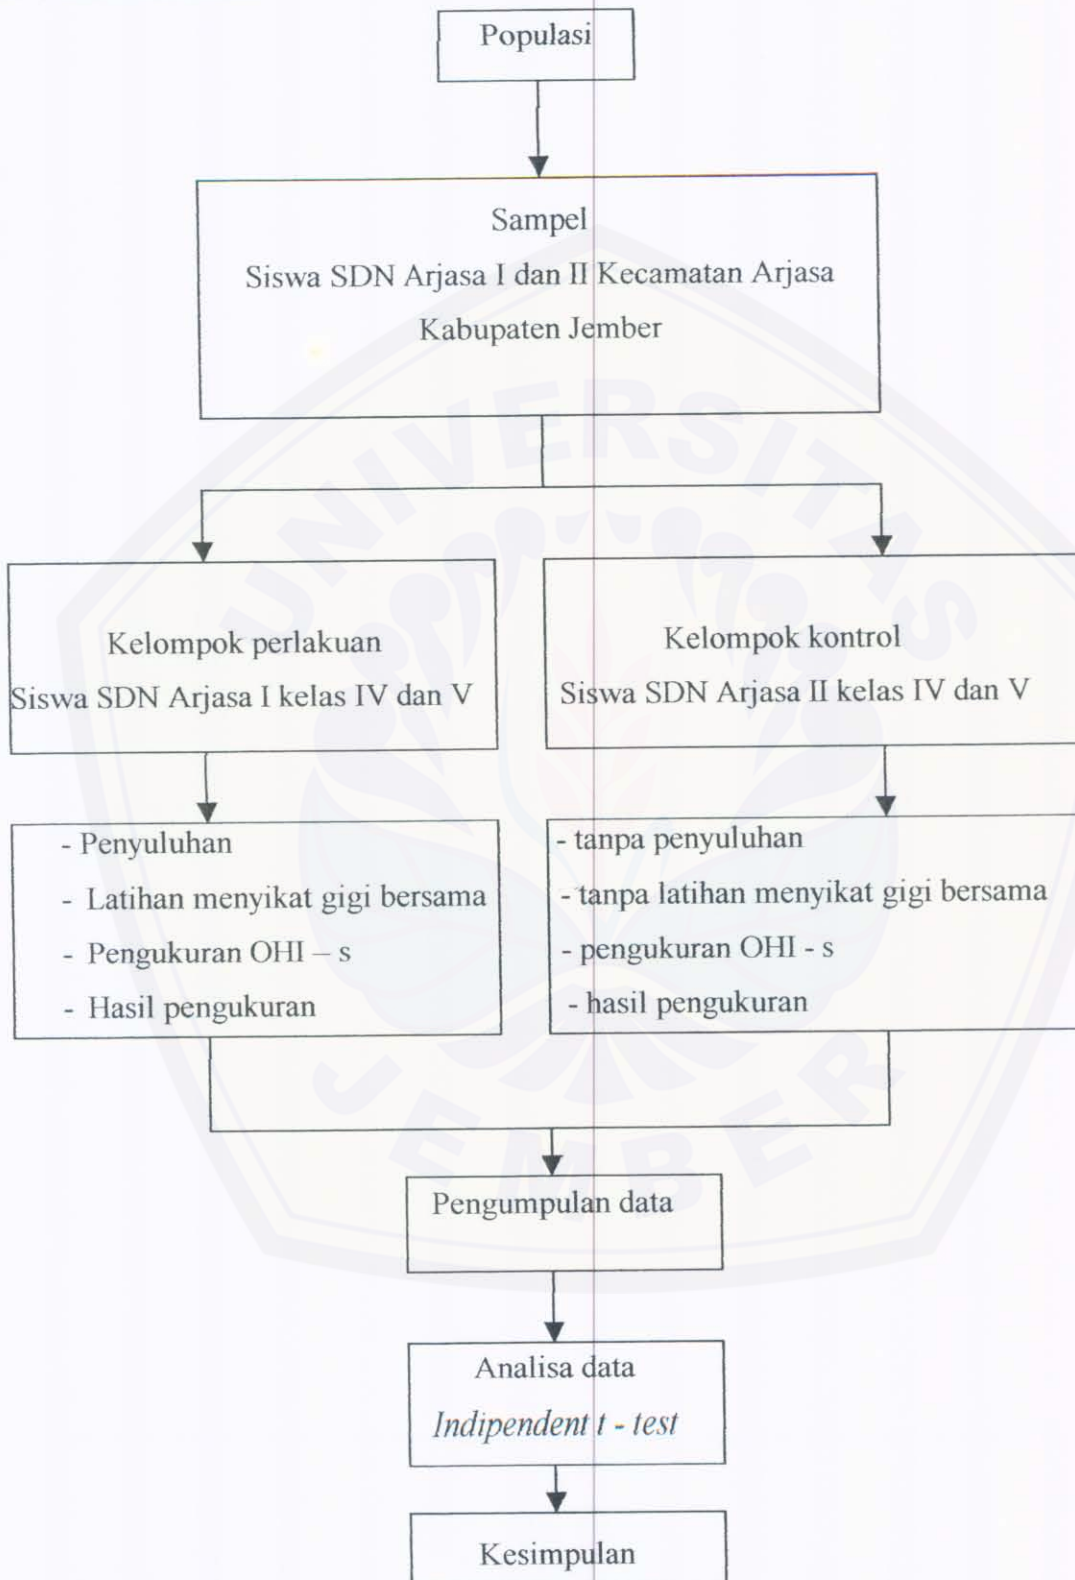 Populasi
Sampel
Siswa SDN Arjasa I dan II Kecamatan Arjasa
Kabupaten Jember
Kelompok perlakuan
Siswa SDN Arjasa I kelas IV dan V
Kelompok kontrol
Siswa SDN Arjasa II kelas IV dan V
- Penyuluhan
- Latihan menyikat gigi bersama
- Pengukuran OHI – s
- Hasil pengukuran
- tanpa penyuluhan
- tanpa latihan menyikat gigi bersama
- pengukuran OHI - s
- hasil pengukuran
Pengumpulan data
Analisa data
Indipendent t - test
Kesimpulan
UNIVERSITAS
JEMBER